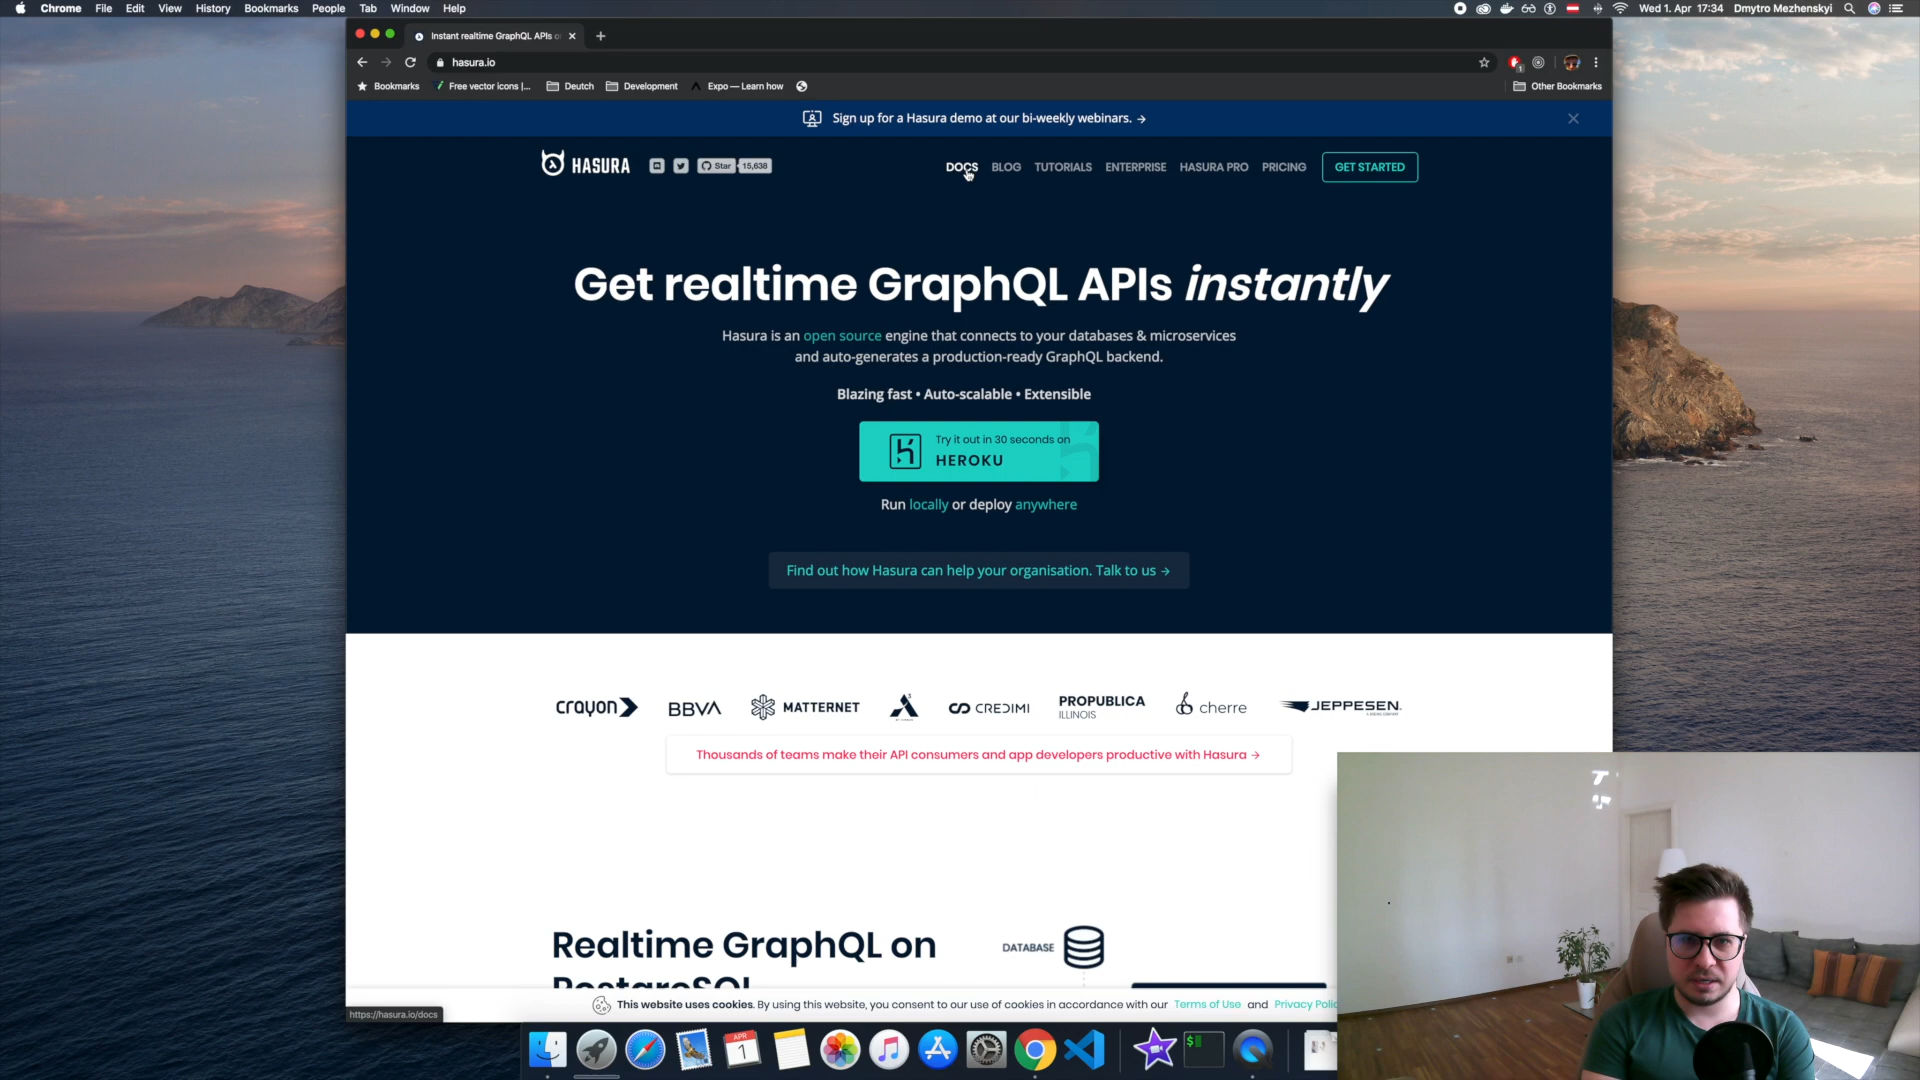 Chrome File Edit View History Bookmarks People Tab Window Help
Wed 1. Apr 17:34 Dmytro Mezhenskyi
Instant realtime GraphQL APIs o
hasura.io
Bookmarks
Free vector icons |...
Deutch
Development
Expo — Learn how
Other Bookmarks
Sign up for a Hasura demo at our bi-weekly webinars. →
HASURA
Star 15,638
DOCS BLOG TUTORIALS ENTERPRISE HASURA PRO PRICING GET STARTED
Get realtime GraphQL APIs instantly
Hasura is an open source engine that connects to your databases & microservices
and auto-generates a production-ready GraphQL backend.
Blazing fast • Auto-scalable • Extensible
Try it out in 30 seconds on
HEROKU
Run locally or deploy anywhere
Find out how Hasura can help your organisation. Talk to us →
crayon BBVA MATTERNET CREDIMI PROPUBLICA ILLINOIS cherre JEPPESEN.
Thousands of teams make their API consumers and app developers productive with Hasura →
Realtime GraphQL on
PostgreSQL
DATABASE
This website uses cookies. By using this website, you consent to our use of cookies in accordance with our Terms of Use and Privacy Polic
https://hasura.io/docs
APR
1
$